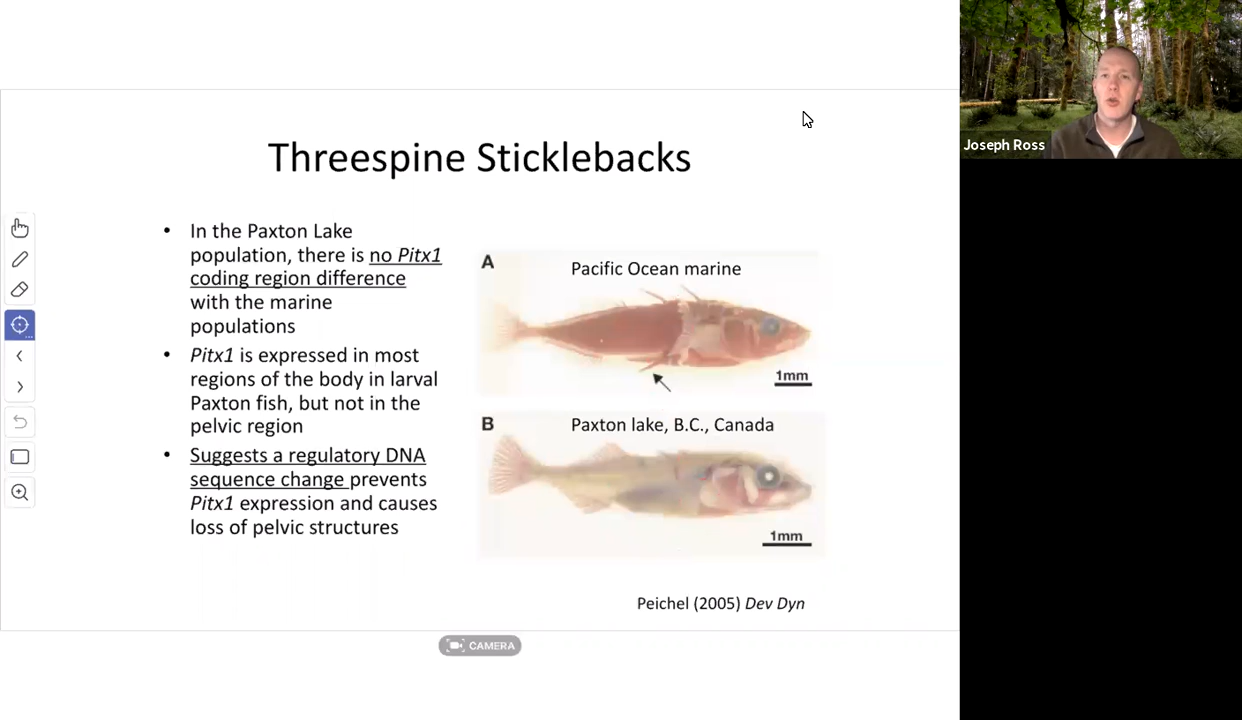 Threespine Sticklebacks
• In the Paxton Lake
population, there is no Pitx1
coding region difference
with the marine
populations
• Pitx1 is expressed in most
regions of the body in larval
Paxton fish, but not in the
pelvic region
• Suggests a regulatory DNA
sequence change prevents
Pitx1 expression and causes
loss of pelvic structures
A
Pacific Ocean marine
1mm
B
Paxton lake, B.C., Canada
1mm
Peichel (2005) Dev Dyn
CAMERA
Joseph Ross